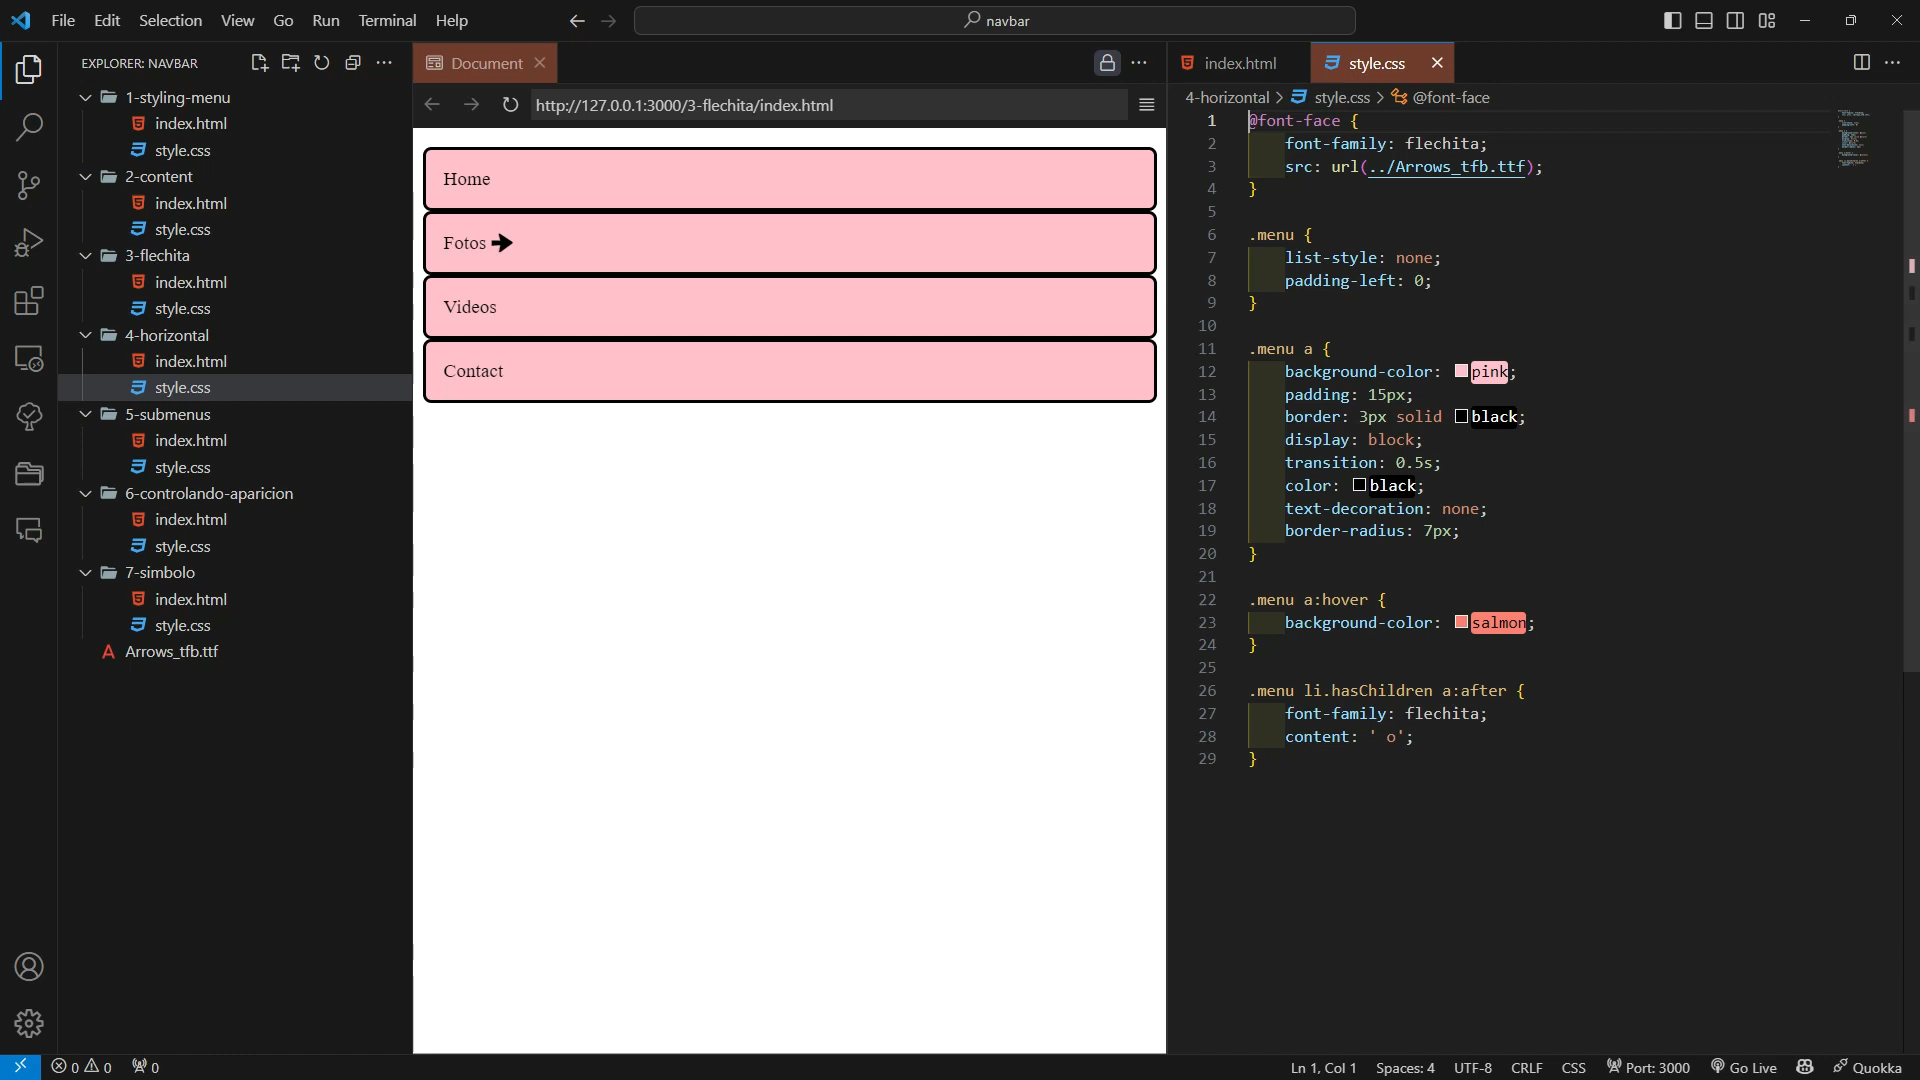 File Edit Selection View Go Run Terminal Help
navbar
EXPLORER: NAVBAR
1-styling-menu
index.html
style.css
2-content
index.html
style.css
3-flechita
index.html
style.css
4-horizontal
index.html
style.css
5-submenus
index.html
style.css
6-controlando-aparicion
index.html
style.css
7-simbolo
index.html
style.css
Arrows_tfb.ttf
Document
http://127.0.0.1:3000/3-flechita/index.html
Home
Fotos
Videos
Contact
index.html style.css
4-horizontal > style.css > @font-face
1 @font-face {
2 font-family: flechita;
3 src: url(../Arrows_tfb.ttf);
4 }
5
6 .menu {
7 list-style: none;
8 padding-left: 0;
9 }
10
11 .menu a {
12 background-color: pink;
13 padding: 15px;
14 border: 3px solid black;
15 display: block;
16 transition: 0.5s;
17 color: black;
18 text-decoration: none;
19 border-radius: 7px;
20 }
21
22 .menu a:hover {
23 background-color: salmon;
24 }
25
26 .menu li.hasChildren a:after {
27 font-family: flechita;
28 content: ' o';
29 }
0 0 0
Ln 1, Col 1 Spaces: 4 UTF-8 CRLF CSS Port: 3000 Go Live Quokka